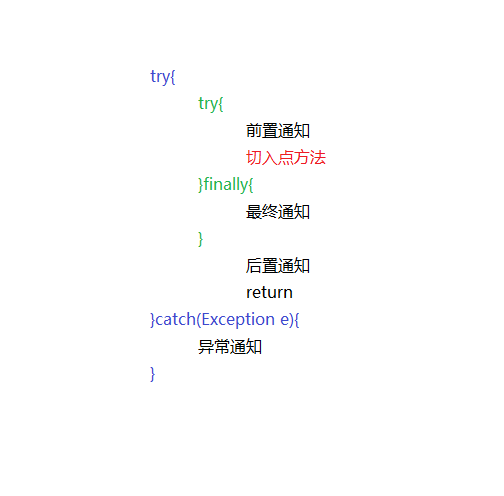 try{
try{
前置通知
切入点方法
}finally{
最终通知
}
后置通知
return
}catch(Exception e){
异常通知
}